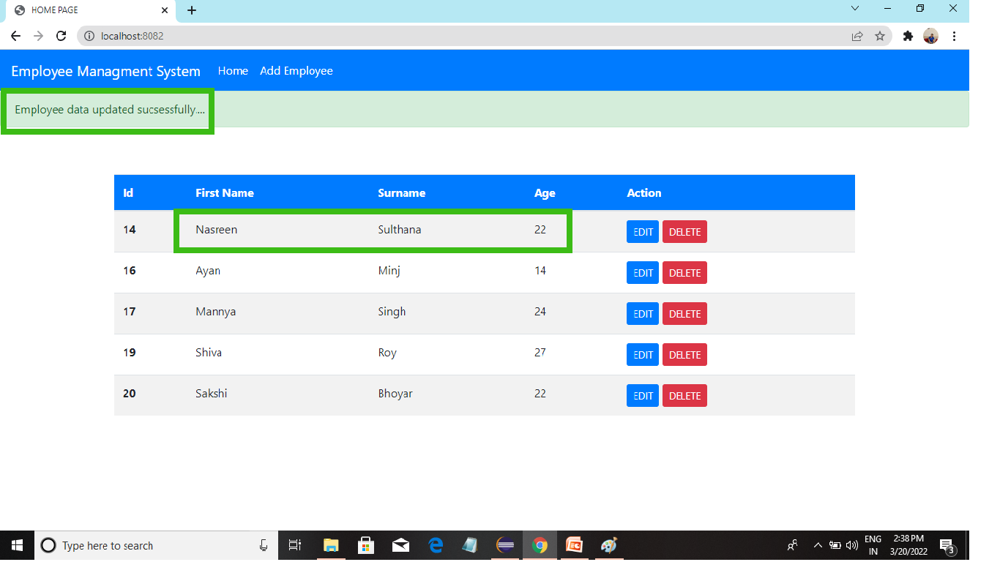 HOME PAGE
localhost:8082
Employee Managment System Home Add Employee
Employee data updated sucsessfully....
Id First Name Surname Age Action
14 Nasreen Sulthana 22 EDIT DELETE
16 Ayan Minj 14 EDIT DELETE
17 Mannya Singh 24 EDIT DELETE
19 Shiva Roy 27 EDIT DELETE
20 Sakshi Bhoyar 22 EDIT DELETE
Type here to search
ENG
IN
2:38 PM
3/20/2022
3